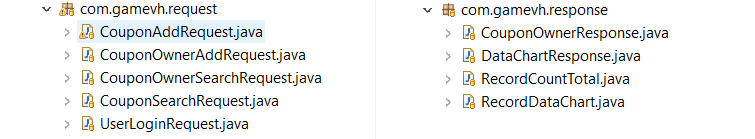 com.gamevh.request
CouponAddRequest.java
CouponOwnerAddRequest.java
CouponOwnerSearchRequest.java
CouponSearchRequest.java
UserLoginRequest.java
com.gamevh.response
CouponOwnerResponse.java
DataChartResponse.java
RecordCountTotal.java
RecordDataChart.java